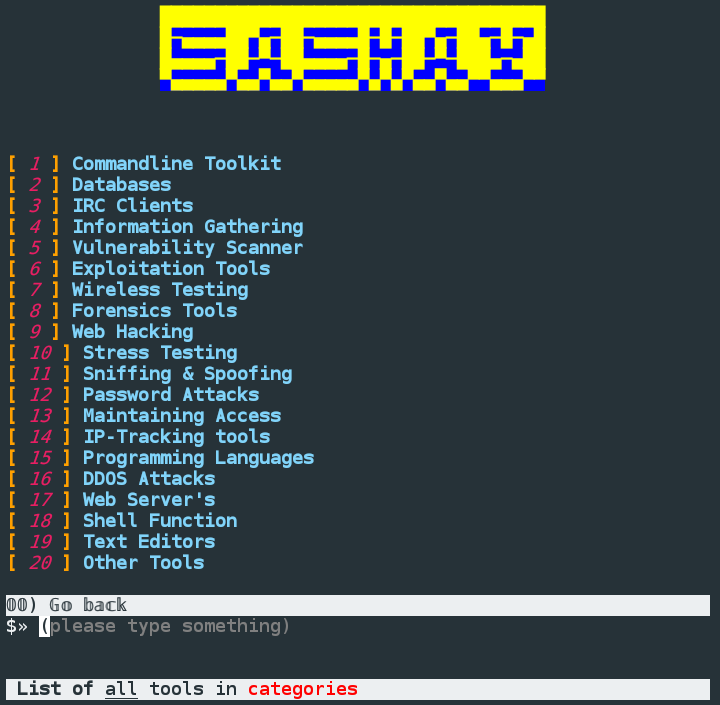 SASHAY
[ 1 ] Commandline Toolkit
[ 2 ] Databases
[ 3 ] IRC Clients
[ 4 ] Information Gathering
[ 5 ] Vulnerability Scanner
[ 6 ] Exploitation Tools
[ 7 ] Wireless Testing
[ 8 ] Forensics Tools
[ 9 ] Web Hacking
[ 10 ] Stress Testing
[ 11 ] Sniffing & Spoofing
[ 12 ] Password Attacks
[ 13 ] Maintaining Access
[ 14 ] IP-Tracking tools
[ 15 ] Programming Languages
[ 16 ] DDOS Attacks
[ 17 ] Web Server's
[ 18 ] Shell Function
[ 19 ] Text Editors
[ 20 ] Other Tools
𝟘𝟘) 𝔾𝕠 𝕓𝕒𝕔𝕜
$» (please type something)
List of all tools in categories